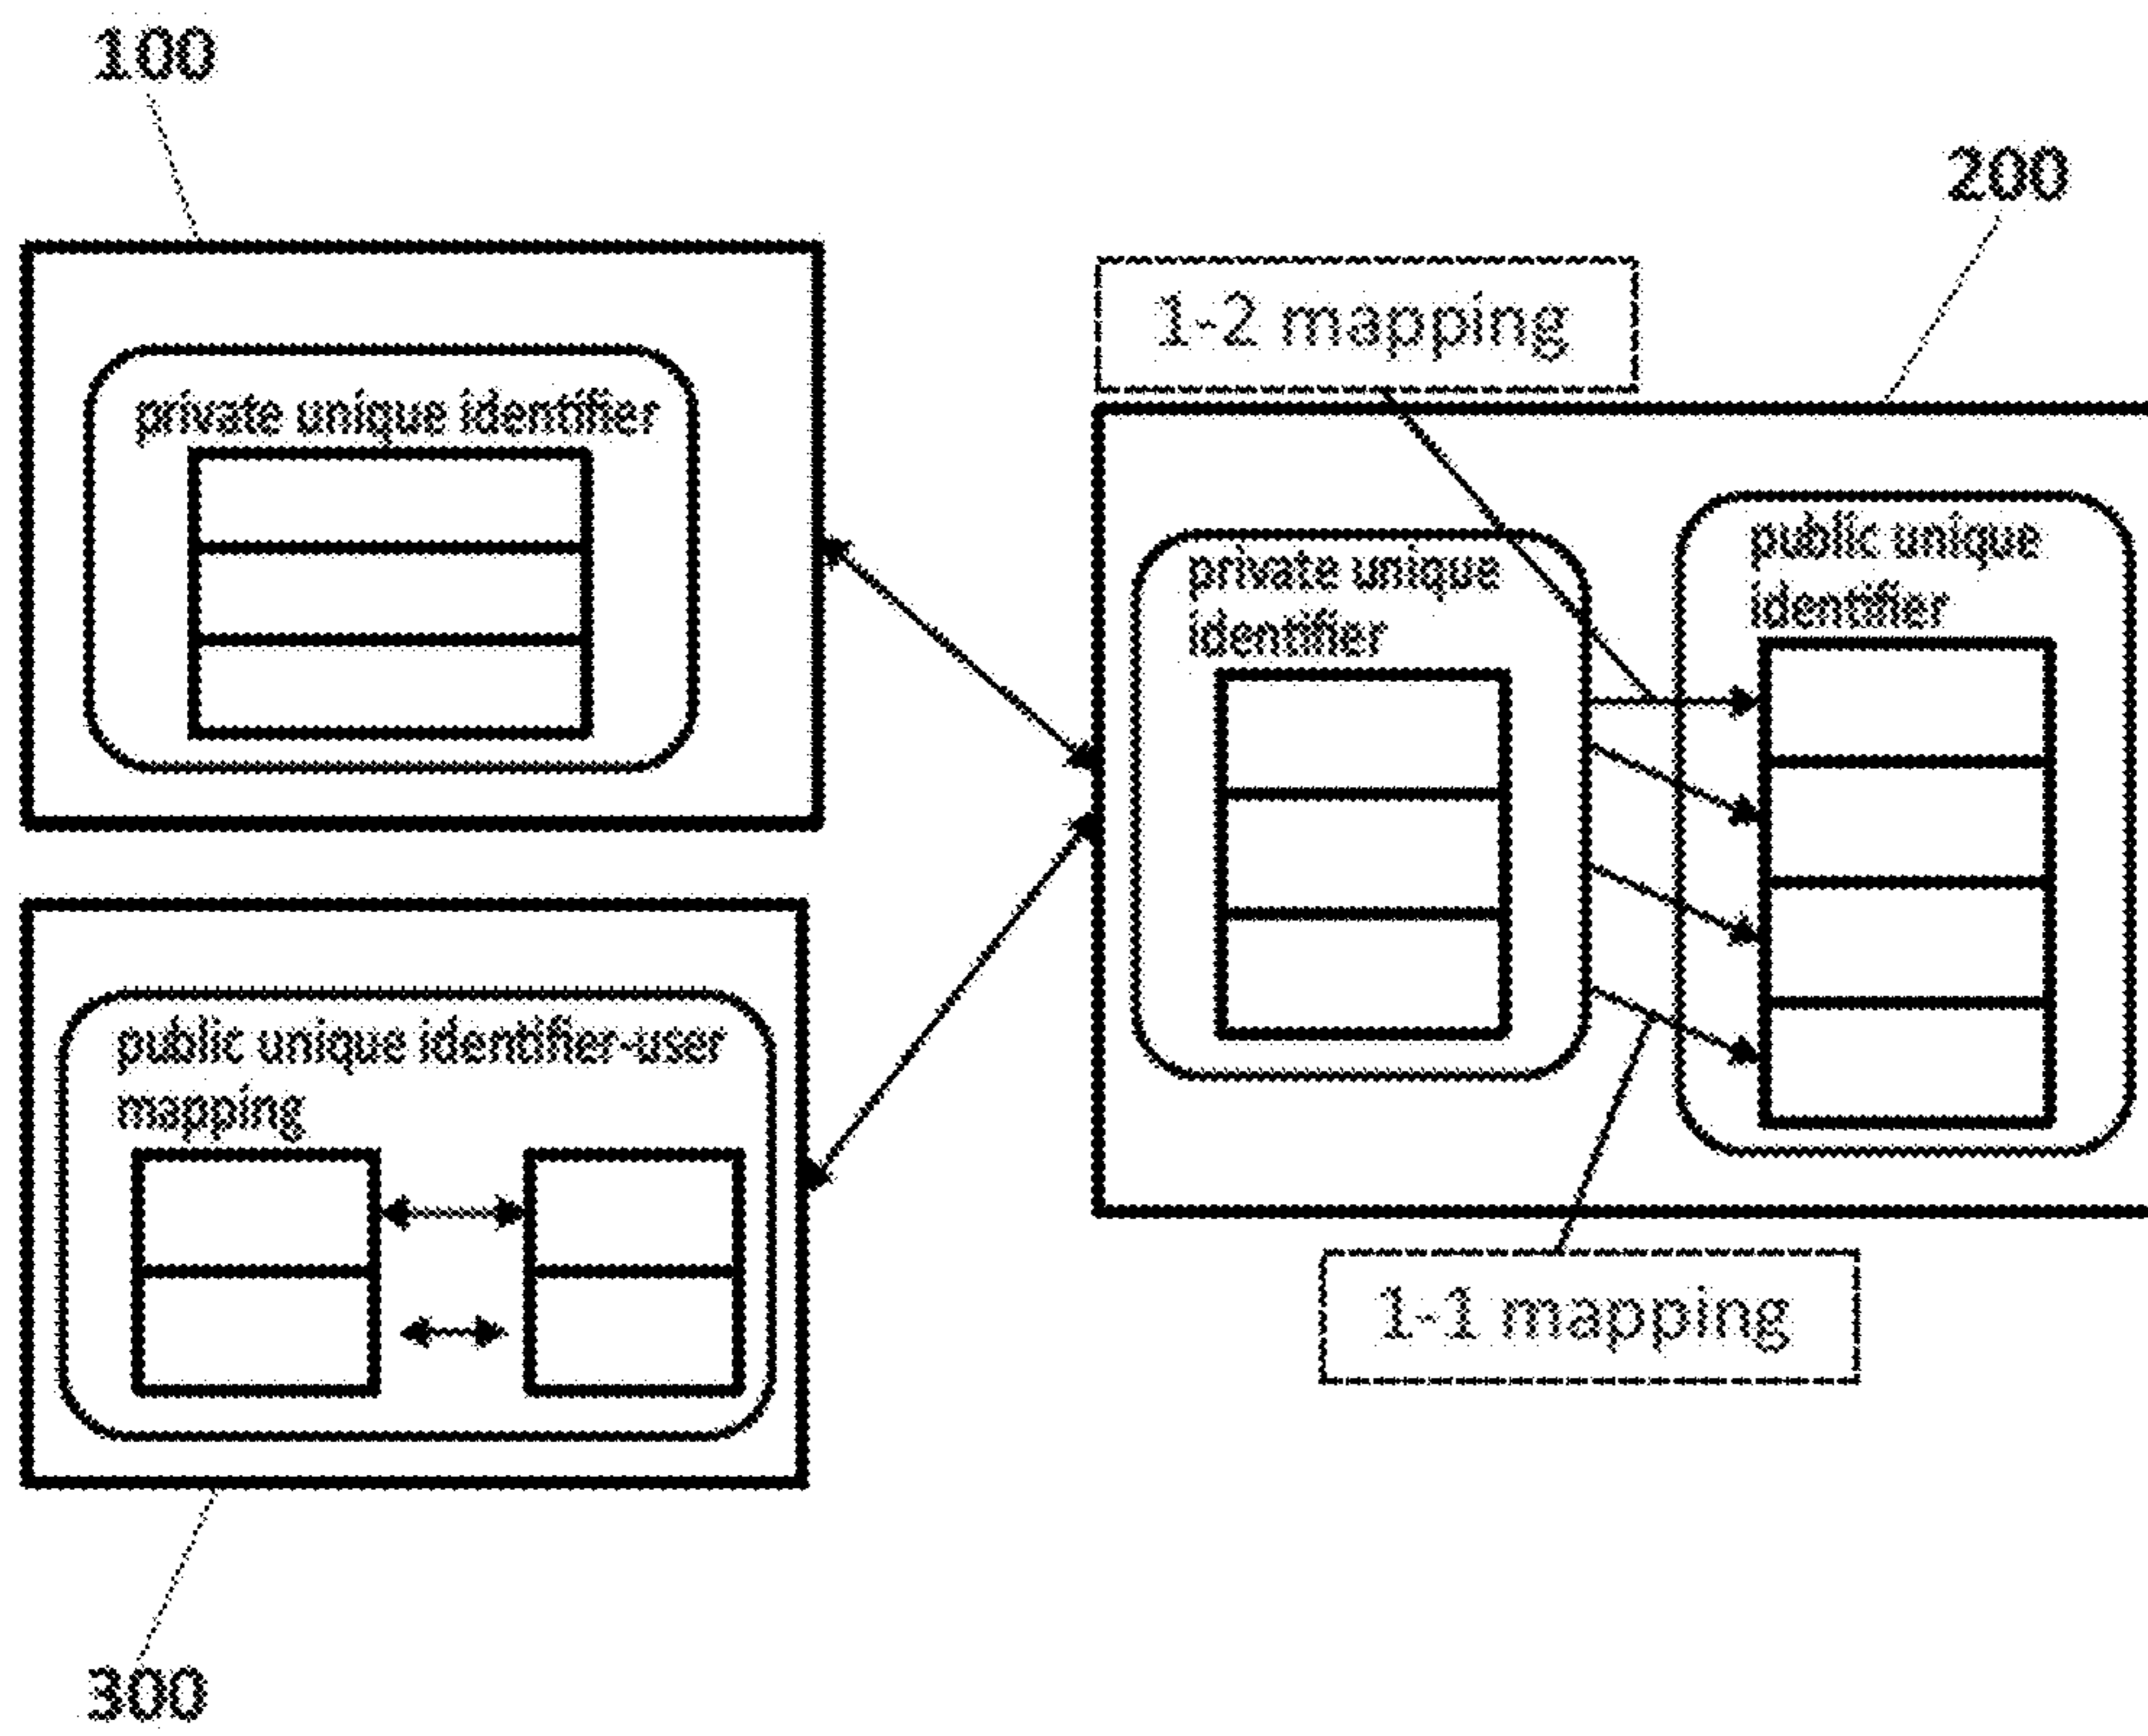 100
200
1-2 mapping
private unique identifier
private unique
identifier
public unique
identifier
public unique identifier-user
mapping
1-1 mapping
300